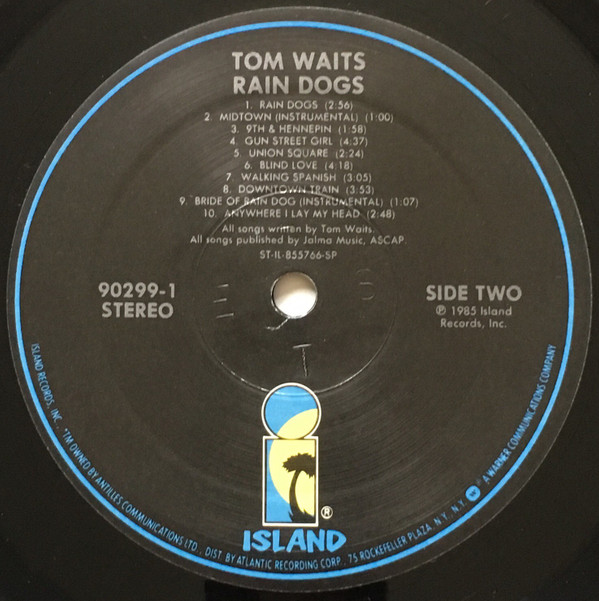 TOM WAITS
RAIN DOGS
1. RAIN DOGS (2:56)
2. MIDTOWN (INSTRUMENTAL) (1:00)
3. 9TH & HENNEPIN (1:58)
4. GUN STREET GIRL (4:37)
5. UNION SQUARE (2:24)
6. BLIND LOVE (4:18)
7. WALKING SPANISH (3:05)
8. DOWNTOWN TRAIN (3:53)
9. BRIDE OF RAIN DOG (INSTRUMENTAL) (1:07)
10. ANYWHERE I LAY MY HEAD (2:48)
All songs written by Tom Waits.
All songs published by Jalma Music, ASCAP.
ST-IL-855766-SP
90299-1
STEREO
SIDE TWO
℗ 1985 Island
Records, Inc.
®
ISLAND
ISLAND RECORDS, INC., *TM OWNED BY ANTILLES COMMUNICATIONS LTD., DIST. BY ATLANTIC RECORDING CORP., 75 ROCKEFELLER PLAZA, N.Y., N.Y. A WARNER COMMUNICATIONS COMPANY